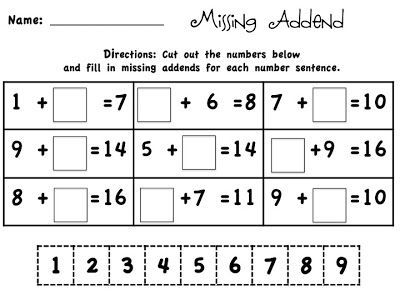 Name: ____________ Missing Addend
Directions: Cut out the numbers below
and fill in missing addends for each number sentence.
1 + □ =7 □ + 6 =8 7 + □ =10
9 + □ =14 5 + □ =14 □ +9 =16
8 + □ =16 □ +7 =11 9 + □ =10
1 2 3 4 5 6 7 8 9